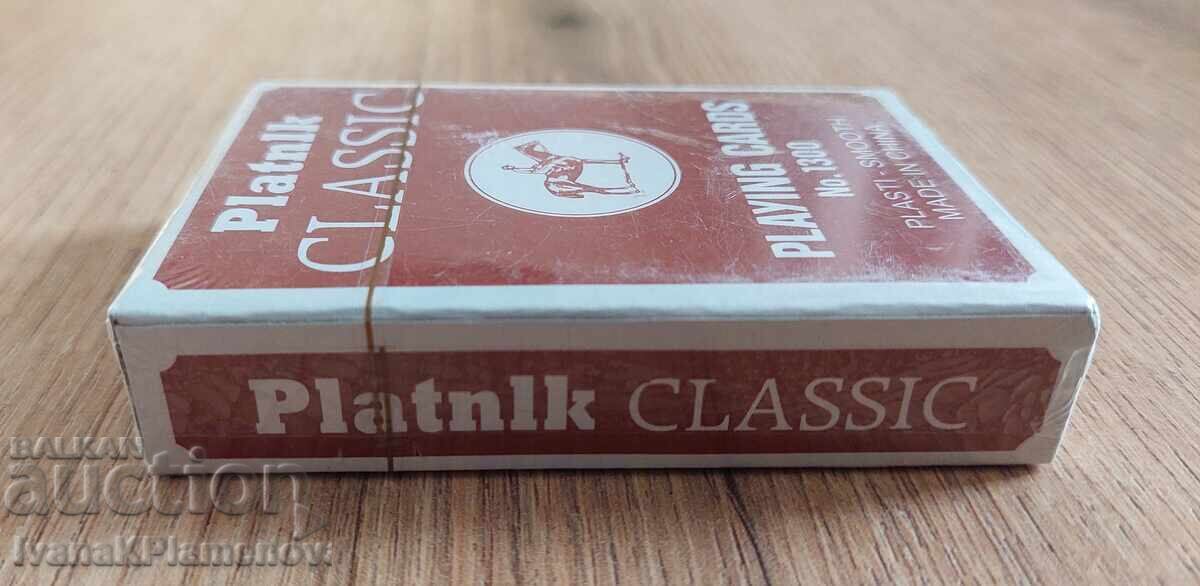 Platnik
CLASSIC
PLAYING CARDS
No. 1300
PLASTI - SMOOTH
MADE IN CHINA
Platnik CLASSIC
BALKAN
auction
IvanaKPlamenov